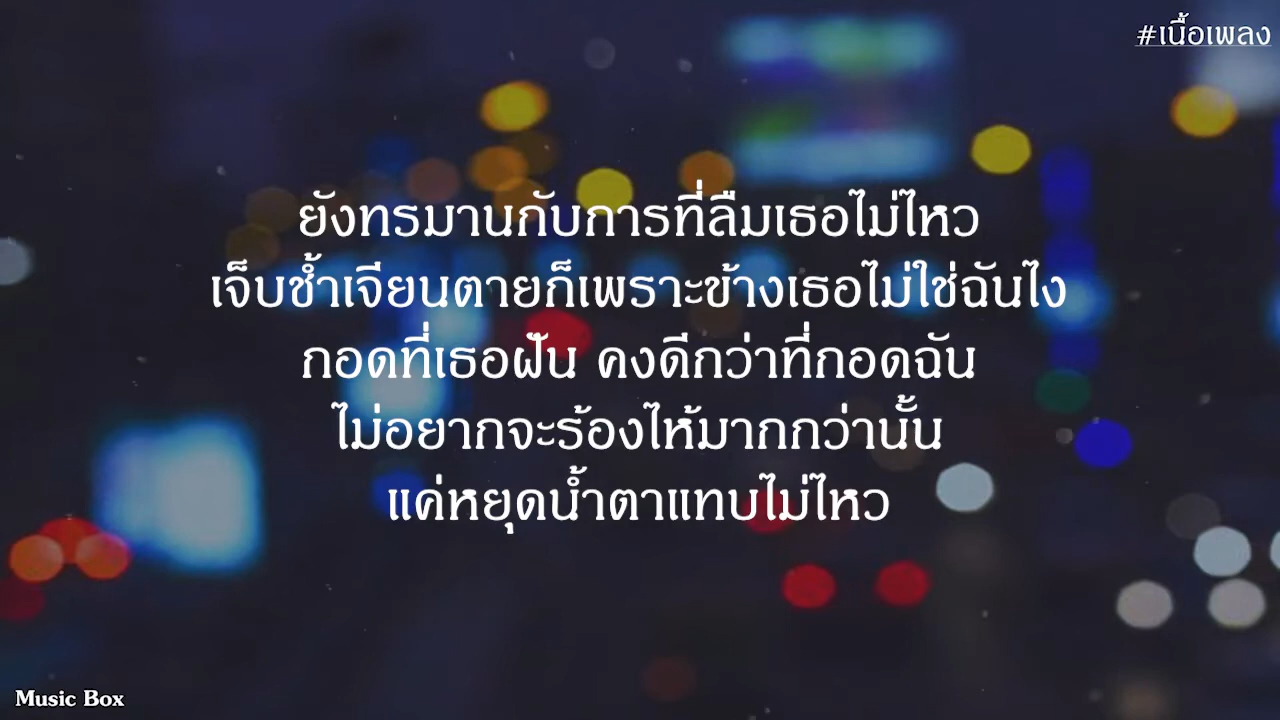 #เนื้อเพลง
ยังทรมานกับการที่ลืมเธอไม่ไหว
เจ็บช้ำเจียนตายก็เพราะข้างเธอไม่ใช่ฉันไง
กอดที่เธอฝัน คงดีกว่าที่กอดฉัน
ไม่อยากจะร้องไห้มากกว่านั้น
แค่หยุดน้ำตาแทบไม่ไหว
Music Box